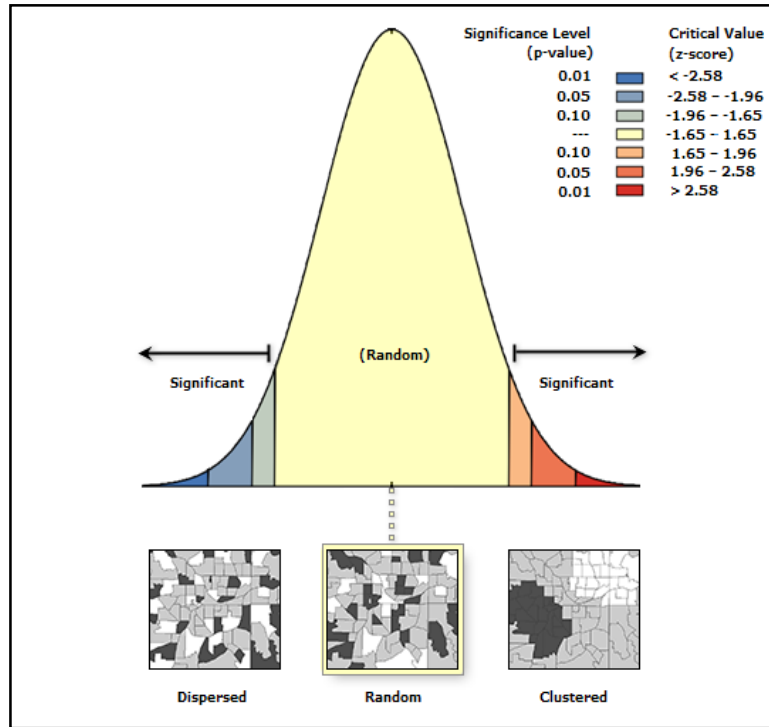 Significance Level Critical Value
(p-value) (z-score)
0.01 < -2.58
0.05 -2.58 – -1.96
0.10 -1.96 – -1.65
--- -1.65 – 1.65
0.10 1.65 – 1.96
0.05 1.96 – 2.58
0.01 > 2.58
(Random)
Significant Significant
Dispersed Random Clustered